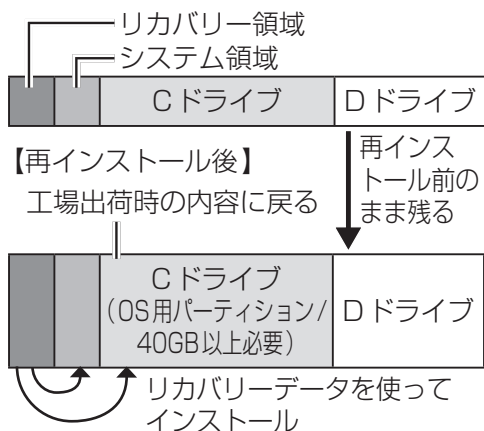 リカバリー領域
システム領域
Cドライブ
Dドライブ
【再インストール後】
工場出荷時の内容に戻る
再インス
トール前の
まま残る
Cドライブ
(OS用パーティション/
40GB以上必要)
Dドライブ
リカバリーデータを使って
インストール